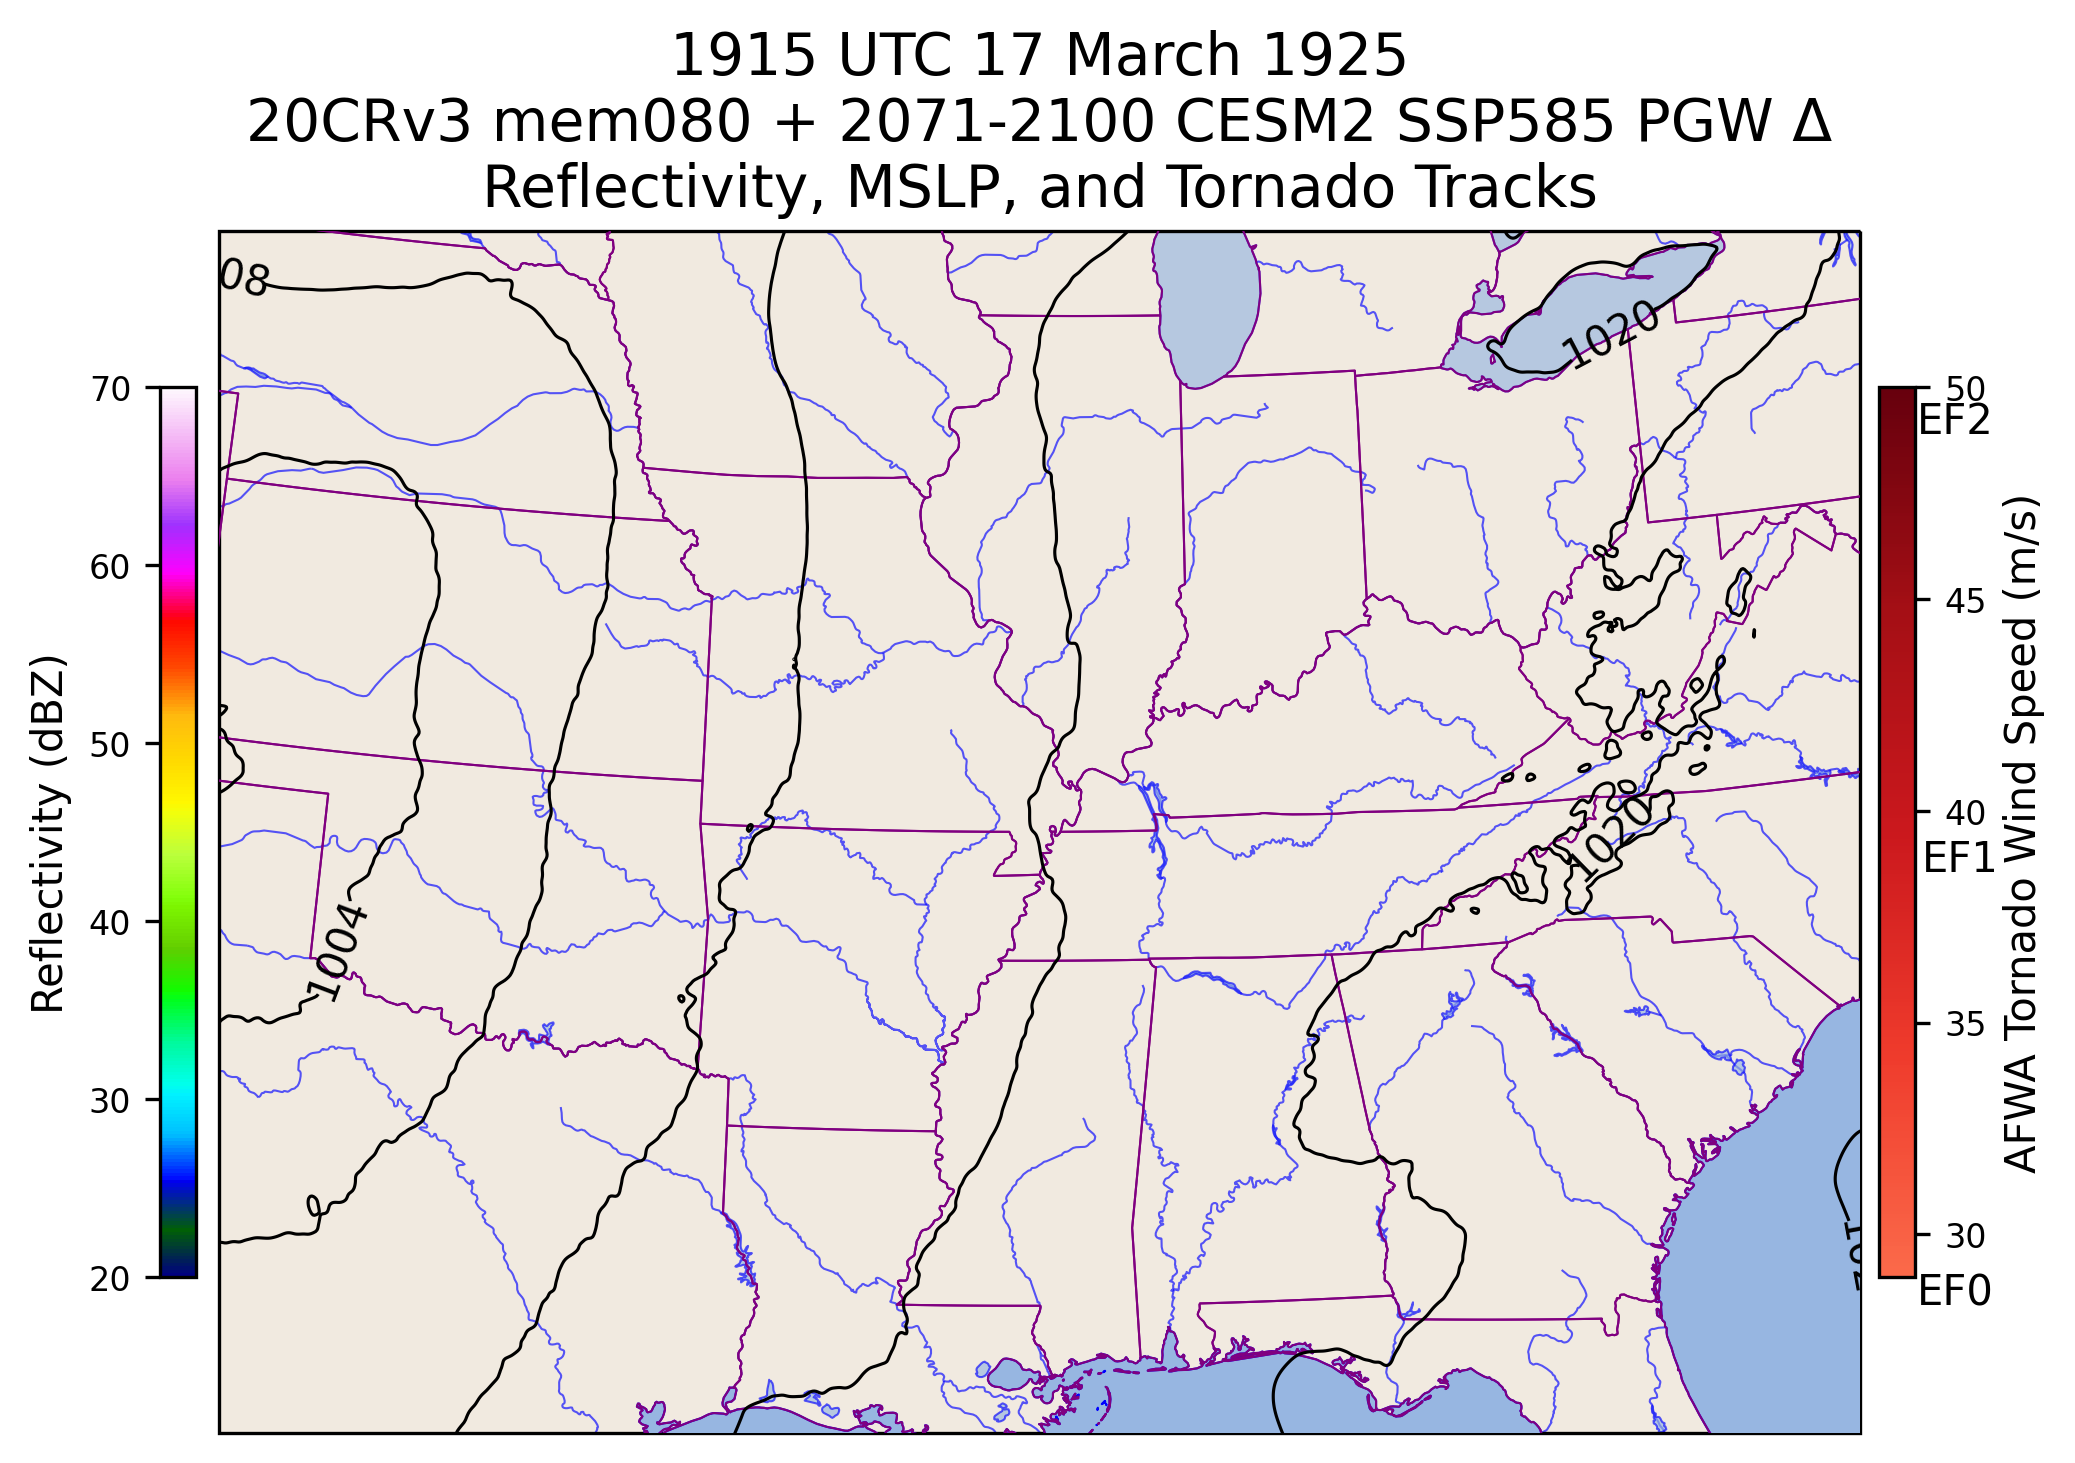 1915 UTC 17 March 1925
20CRv3 mem080 + 2071-2100 CESM2 SSP585 PGW Δ
Reflectivity, MSLP, and Tornado Tracks
08
1020
1004
1020
70
60
50
40
30
20
Reflectivity (dBZ)
50
EF2
45
40
EF1
35
30
EF0
AFWA Tornado Wind Speed (m/s)